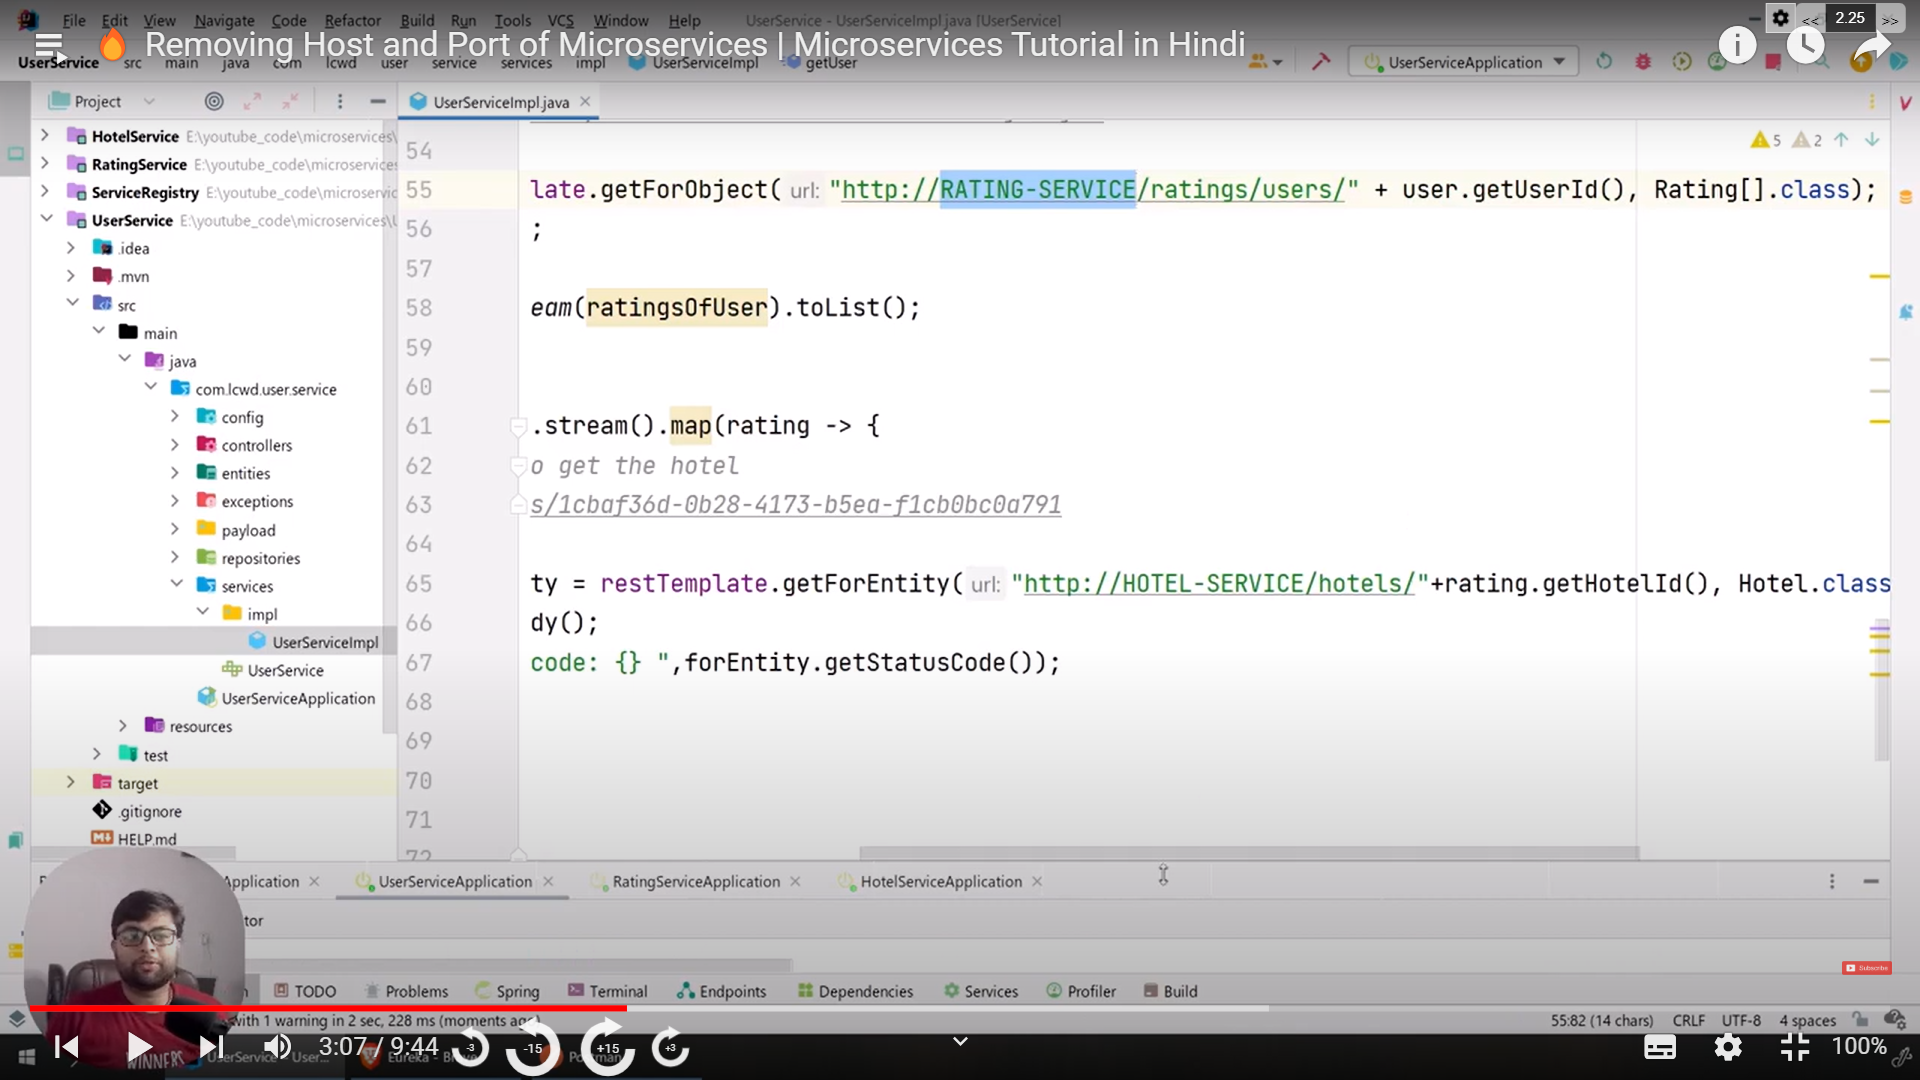 File Edit View Navigate Code Refactor Build Run Tools VCS Window Help UserService - UserServiceImpl.java [UserService]
<< 2.25 >>
🔥 Removing Host and Port of Microservices | Microservices Tutorial in Hindi
UserService src main java com lcwd user service services impl UserServiceImpl getUser UserServiceApplication
Project UserServiceImpl.java
HotelService E:\youtube_code\microservices\
RatingService E:\youtube_code\microservices
ServiceRegistry E:\youtube_code\microservices
UserService E:\youtube_code\microservices\U
.idea
.mvn
src
main
java
com.lcwd.user.service
config
controllers
entities
exceptions
payload
repositories
services
impl
UserServiceImpl
UserService
UserServiceApplication
resources
test
target
.gitignore
HELP.md
5 2
54
55 late.getForObject( url: "http://RATING-SERVICE/ratings/users/" + user.getUserId(), Rating[].class);
56 ;
57
58 eam(ratingsOfUser).toList();
59
60
61 .stream().map(rating -> {
62 o get the hotel
63 s/1cbaf36d-0b28-4173-b5ea-f1cb0bc0a791
64
65 ty = restTemplate.getForEntity( url: "http://HOTEL-SERVICE/hotels/"+rating.getHotelId(), Hotel.class
66 dy();
67 code: {} ",forEntity.getStatusCode());
68
69
70
71
72
Application UserServiceApplication RatingServiceApplication HotelServiceApplication
tor
Subscribe
TODO Problems Spring Terminal Endpoints Dependencies Services Profiler Build
with 1 warning in 2 sec, 228 ms (moments ago) 55:82 (14 chars) CRLF UTF-8 4 spaces
WINNERS
3:07 / 9:44 -3 -15 +15 +3 100%